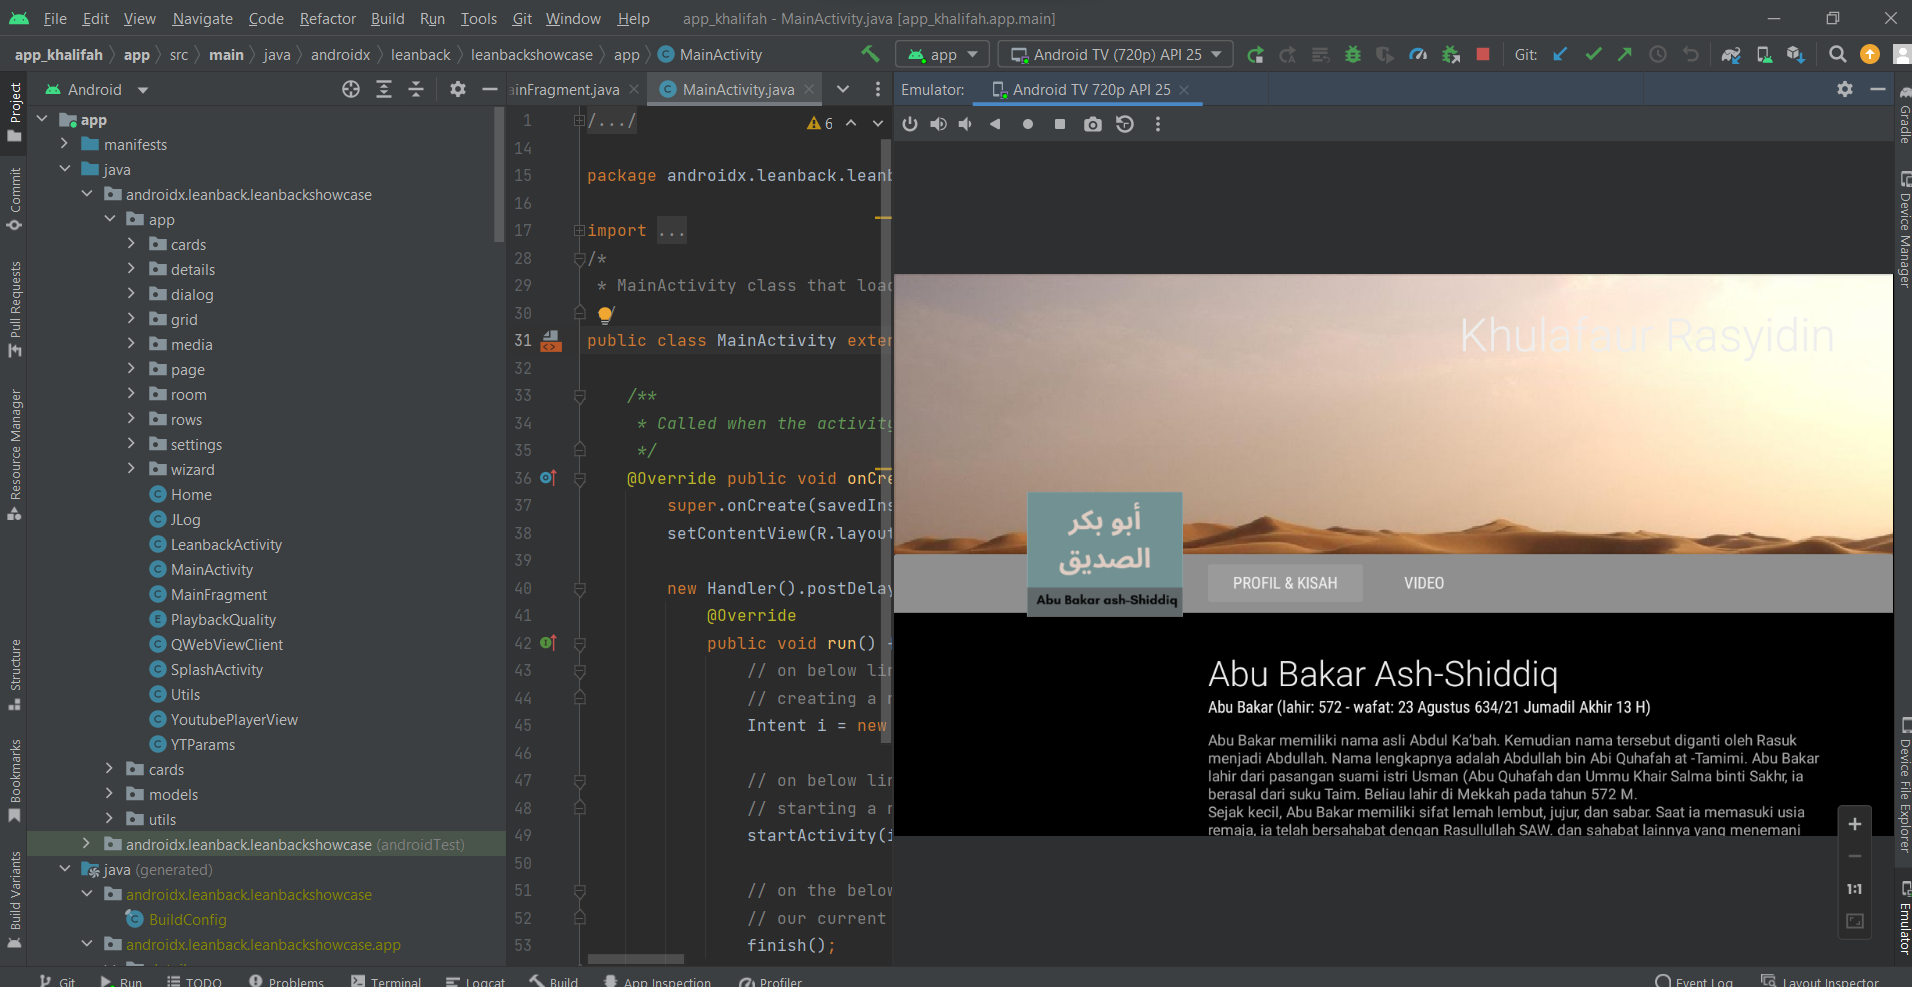 File Edit View Navigate Code Refactor Build Run Tools Git Window Help app_khalifah - MainActivity.java [app_khalifah.app.main]
app_khalifah app src main java androidx leanback leanbackshowcase app MainActivity app Android TV (720p) API 25 Git:
Project
Commit
Pull Requests
Resource Manager
Structure
Bookmarks
Build Variants
Android
app
manifests
java
androidx.leanback.leanbackshowcase
app
cards
details
dialog
grid
media
page
room
rows
settings
wizard
Home
JLog
LeanbackActivity
MainActivity
MainFragment
PlaybackQuality
QWebViewClient
SplashActivity
Utils
YoutubePlayerView
YTParams
cards
models
utils
androidx.leanback.leanbackshowcase (androidTest)
java (generated)
androidx.leanback.leanbackshowcase
BuildConfig
androidx.leanback.leanbackshowcase.app
ainFragment.java MainActivity.java
6
1 /.../
14
15 package androidx.leanback.leanb
16
17 import ...
28 /*
29 * MainActivity class that load
30 /
31 public class MainActivity exten
32
33 /**
34 * Called when the activity
35 */
36 @Override public void onCre
37 super.onCreate(savedIns
38 setContentView(R.layout
39
40 new Handler().postDelay
41 @Override
42 public void run() {
43 // on below lin
44 // creating a n
45 Intent i = new
46
47 // on below lin
48 // starting a n
49 startActivity(i
50
51 // on the below
52 // our current
53 finish();
Emulator: Android TV 720p API 25
Khulafaur Rasyidin
أبو بكر
الصديق
Abu Bakar ash-Shiddiq
PROFIL & KISAH VIDEO
Abu Bakar Ash-Shiddiq
Abu Bakar (lahir: 572 - wafat: 23 Agustus 634/21 Jumadil Akhir 13 H)
Abu Bakar memiliki nama asli Abdul Ka'bah. Kemudian nama tersebut diganti oleh Rasuk
menjadi Abdullah. Nama lengkapnya adalah Abdullah bin Abi Quhafah at -Tamimi. Abu Bakar
lahir dari pasangan suami istri Usman (Abu Quhafah dan Ummu Khair Salma binti Sakhr, ia
berasal dari suku Taim. Beliau lahir di Mekkah pada tahun 572 M.
Sejak kecil, Abu Bakar memiliki sifat lemah lembut, jujur, dan sabar. Saat ia memasuki usia
remaja, ia telah bersahabat dengan Rasullullah SAW. dan sahabat lainnya yang menemani
1:1
Gradle
Device Manager
Device File Explorer
Emulator
Git Run TODO Problems Terminal Logcat Build App Inspection Profiler Event Log Layout Inspector